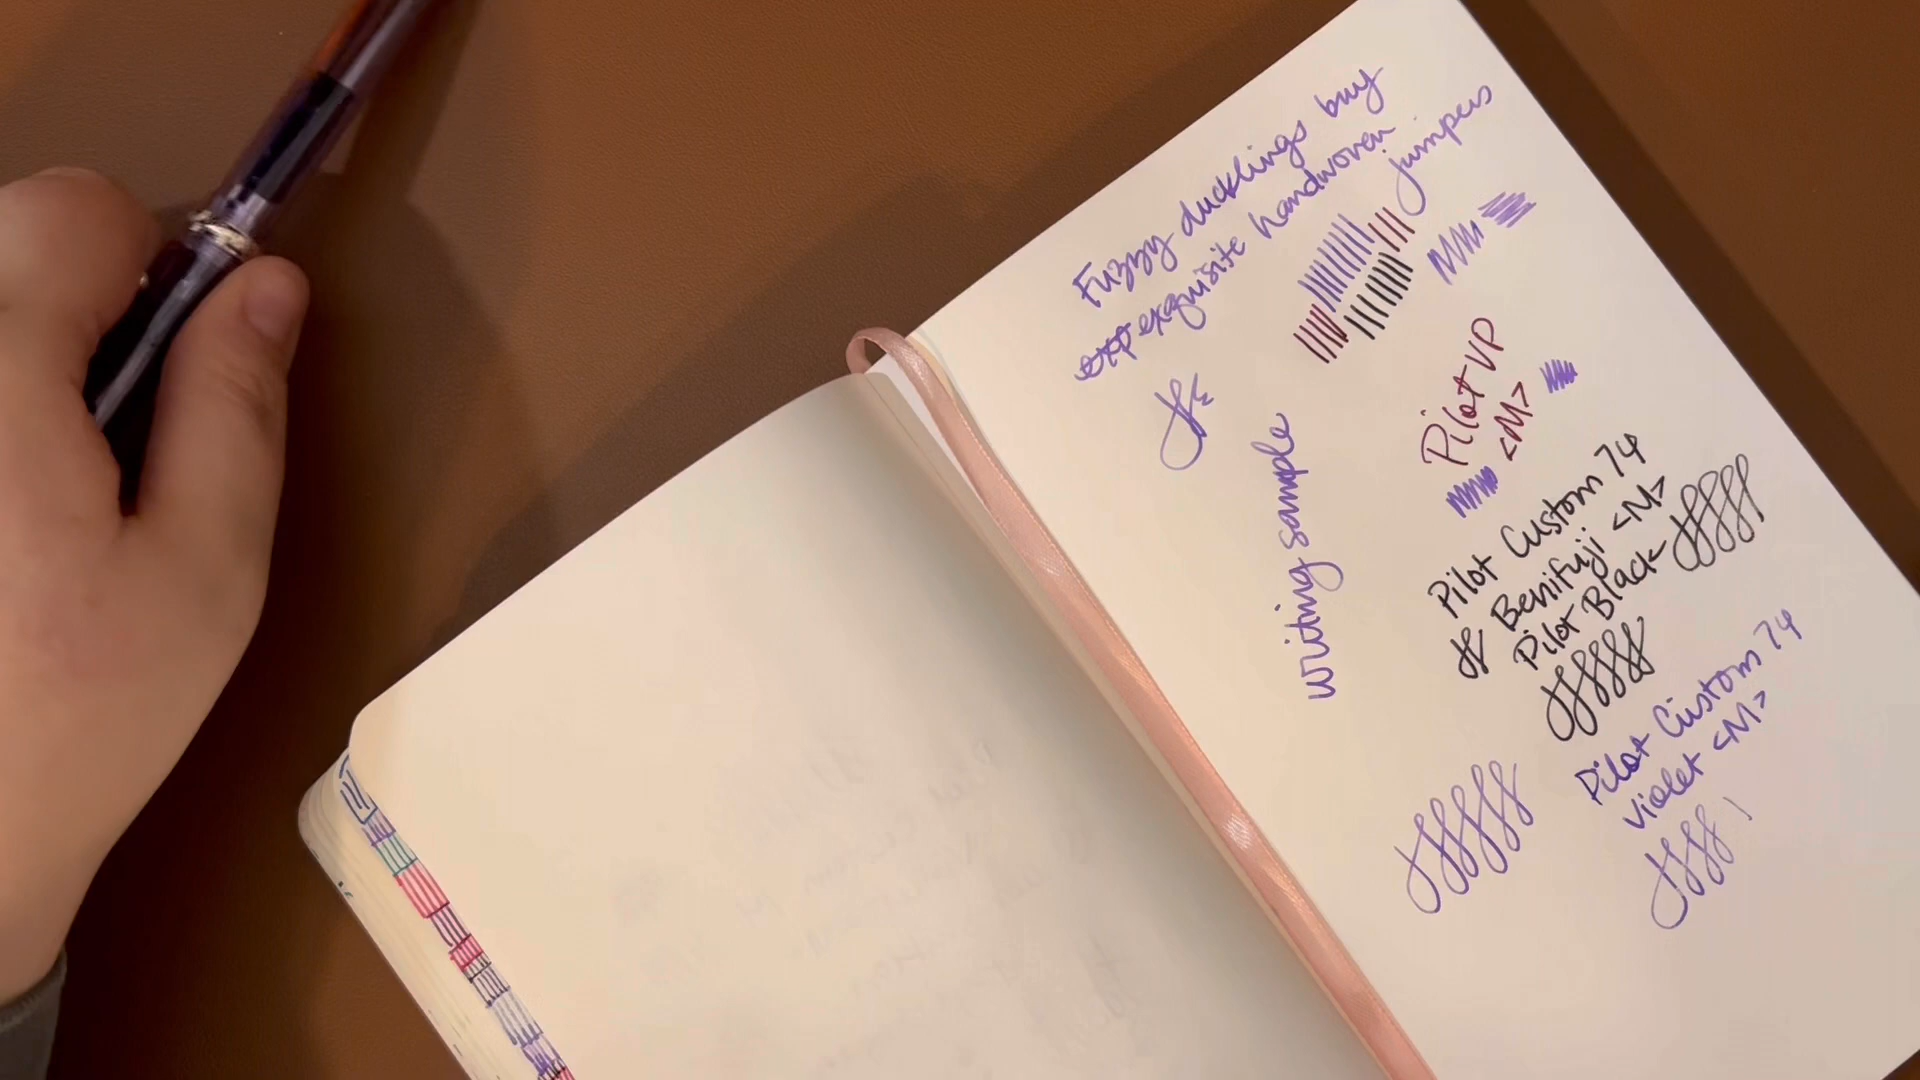 Fuzzy ducklings buy
exquisite handwoven
jumpers
writing sample
Pilot VP
<M>
Pilot Custom 74
Benifuji <M>
Pilot Black
Pilot Custom 74
violet <M>